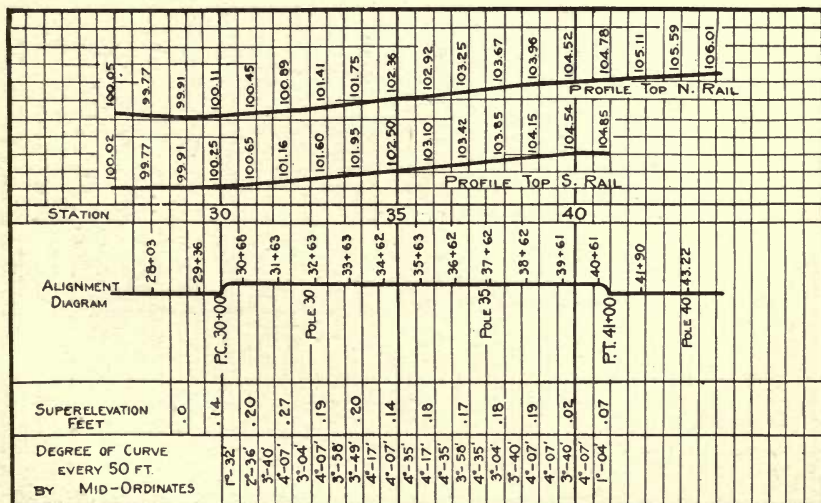 100.05 99.77 99.91 100.11 100.45 100.89 101.41 101.75 102.36 102.92 103.25 103.67 103.96 104.52 104.78 105.11 105.59 106.01
PROFILE TOP N. RAIL
100.02 99.77 99.91 100.25 100.65 101.16 101.60 101.95 102.50 103.10 103.42 103.85 104.15 104.54 104.85
PROFILE TOP S. RAIL
STATION 30 35 40
28+03 29+36 30+68 31+63 32+63 33+63 34+62 35+63 36+62 37+62 38+62 39+61 40+61 41+90 43.22
ALIGNMENT
DIAGRAM
P.C. 30+00 POLE 30 POLE 35 P.T. 41+00 POLE 40
SUPERELEVATION
FEET
.0 .14 .20 .27 .19 .20 .14 .18 .17 .18 .19 .02 .07
DEGREE OF CURVE
EVERY 50 FT.
BY MID-ORDINATES
1°-32' 2°-36' 3°-40' 4°-07' 3°-04' 4°-07' 3°-58' 3°-49' 4°-17' 4°-07' 4°-35' 4°-17' 4°-35' 3°-58' 4°-35' 3°-04' 3°-40' 4°-07' 4°-07' 3°-40' 4°-07' 1°-04'